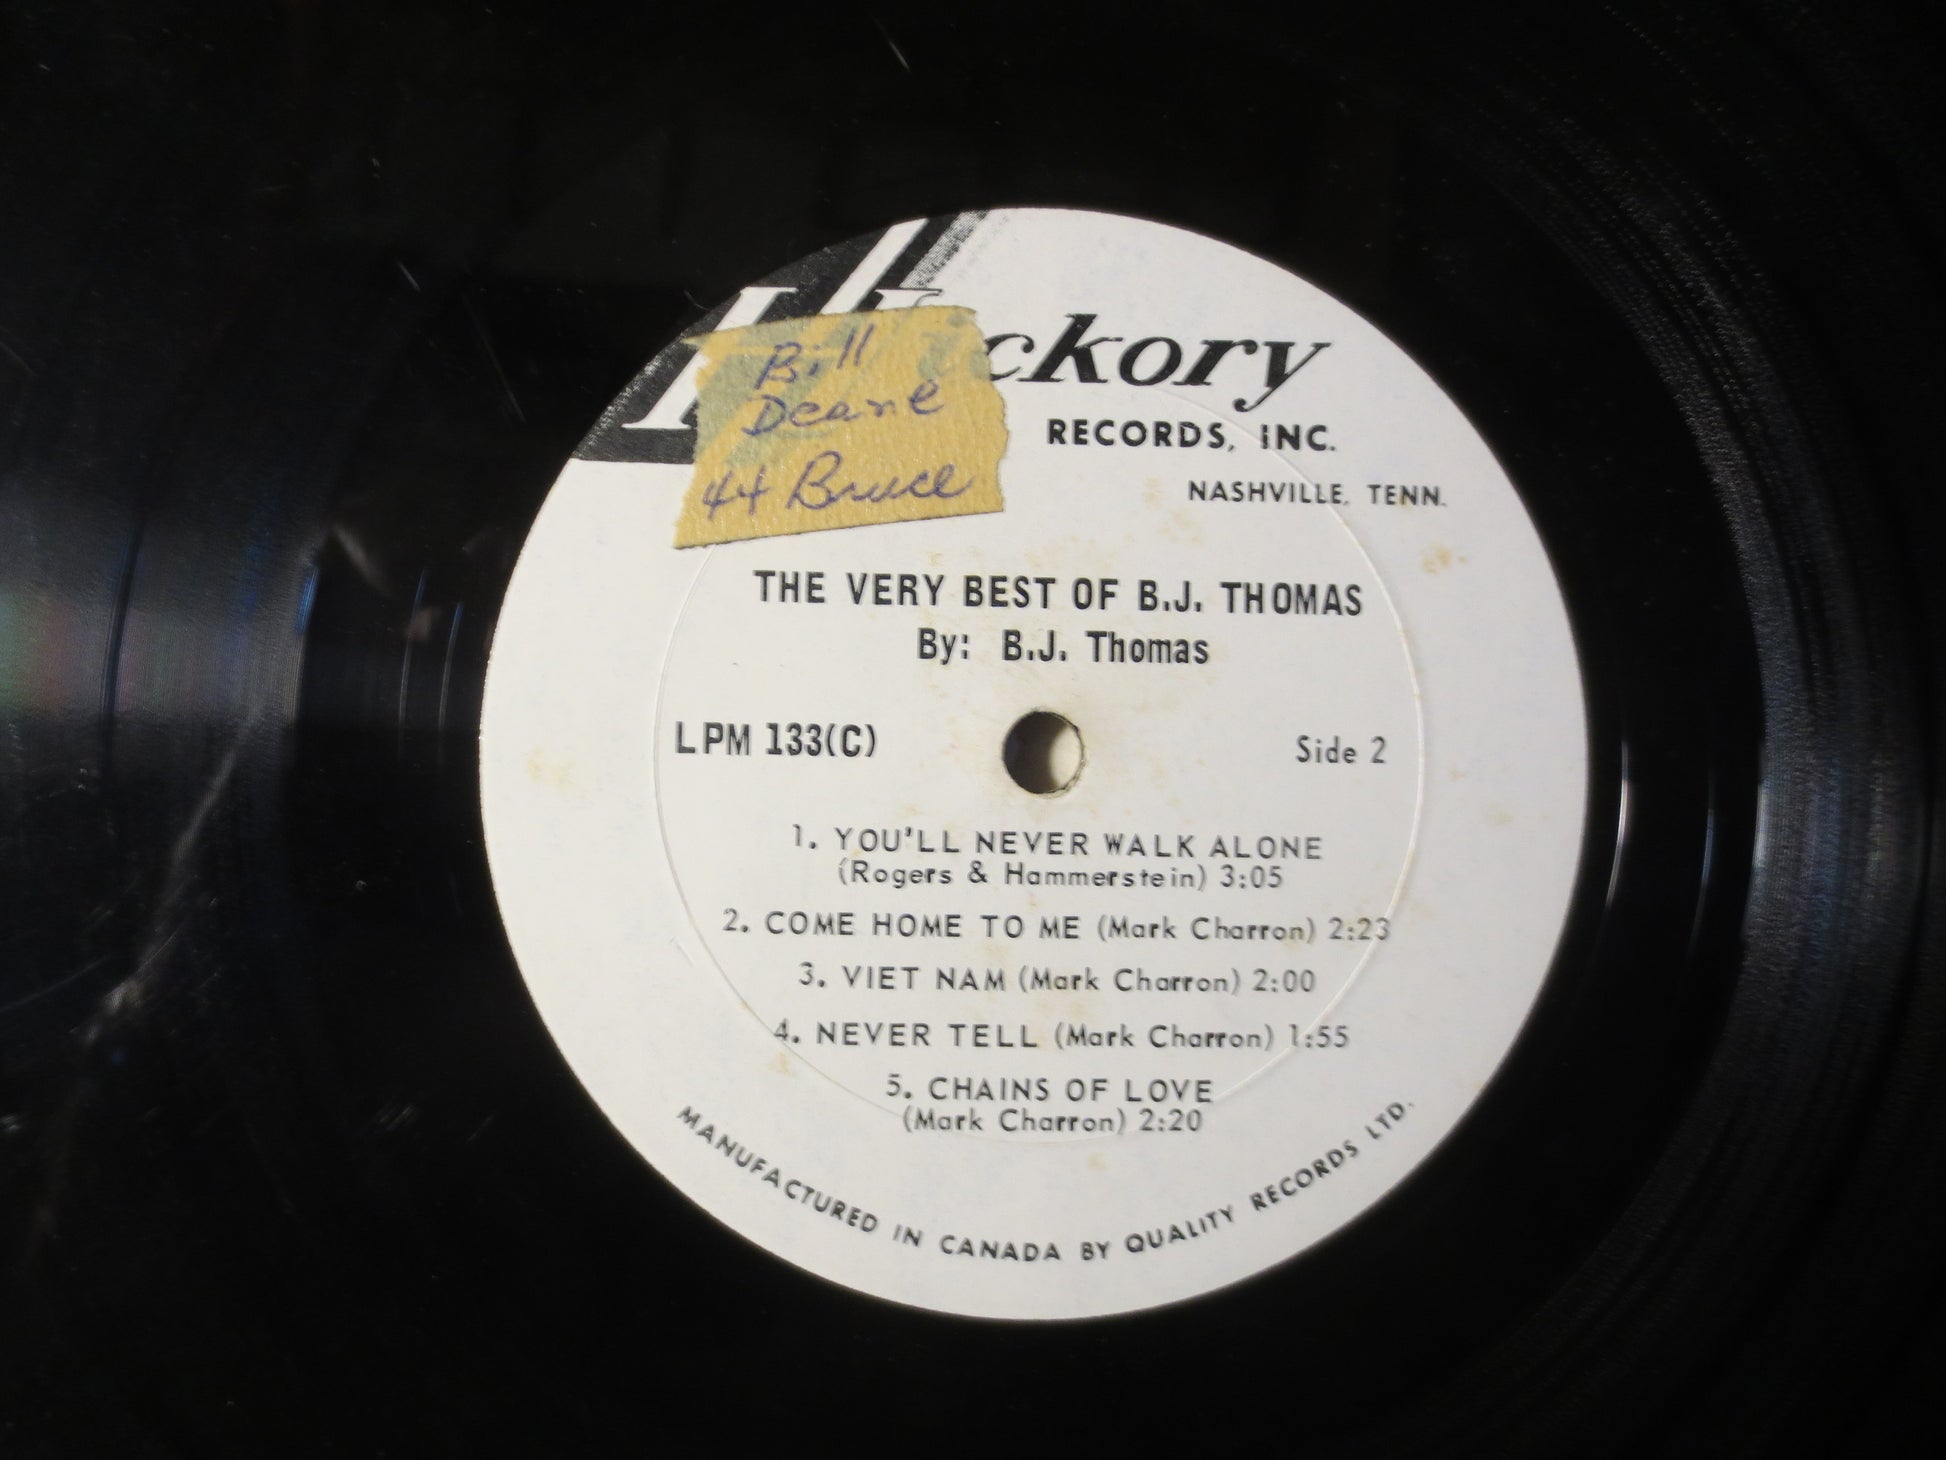 Hickory
RECORDS, INC.
NASHVILLE, TENN.
Bill
Deane
44 Bruce
THE VERY BEST OF B.J. THOMAS
By: B.J. Thomas
LPM 133(C)
Side 2
1. YOU'LL NEVER WALK ALONE
(Rogers & Hammerstein) 3:05
2. COME HOME TO ME (Mark Charron) 2:23
3. VIET NAM (Mark Charron) 2:00
4. NEVER TELL (Mark Charron) 1:55
5. CHAINS OF LOVE
(Mark Charron) 2:20
MANUFACTURED IN CANADA BY QUALITY RECORDS LTD.